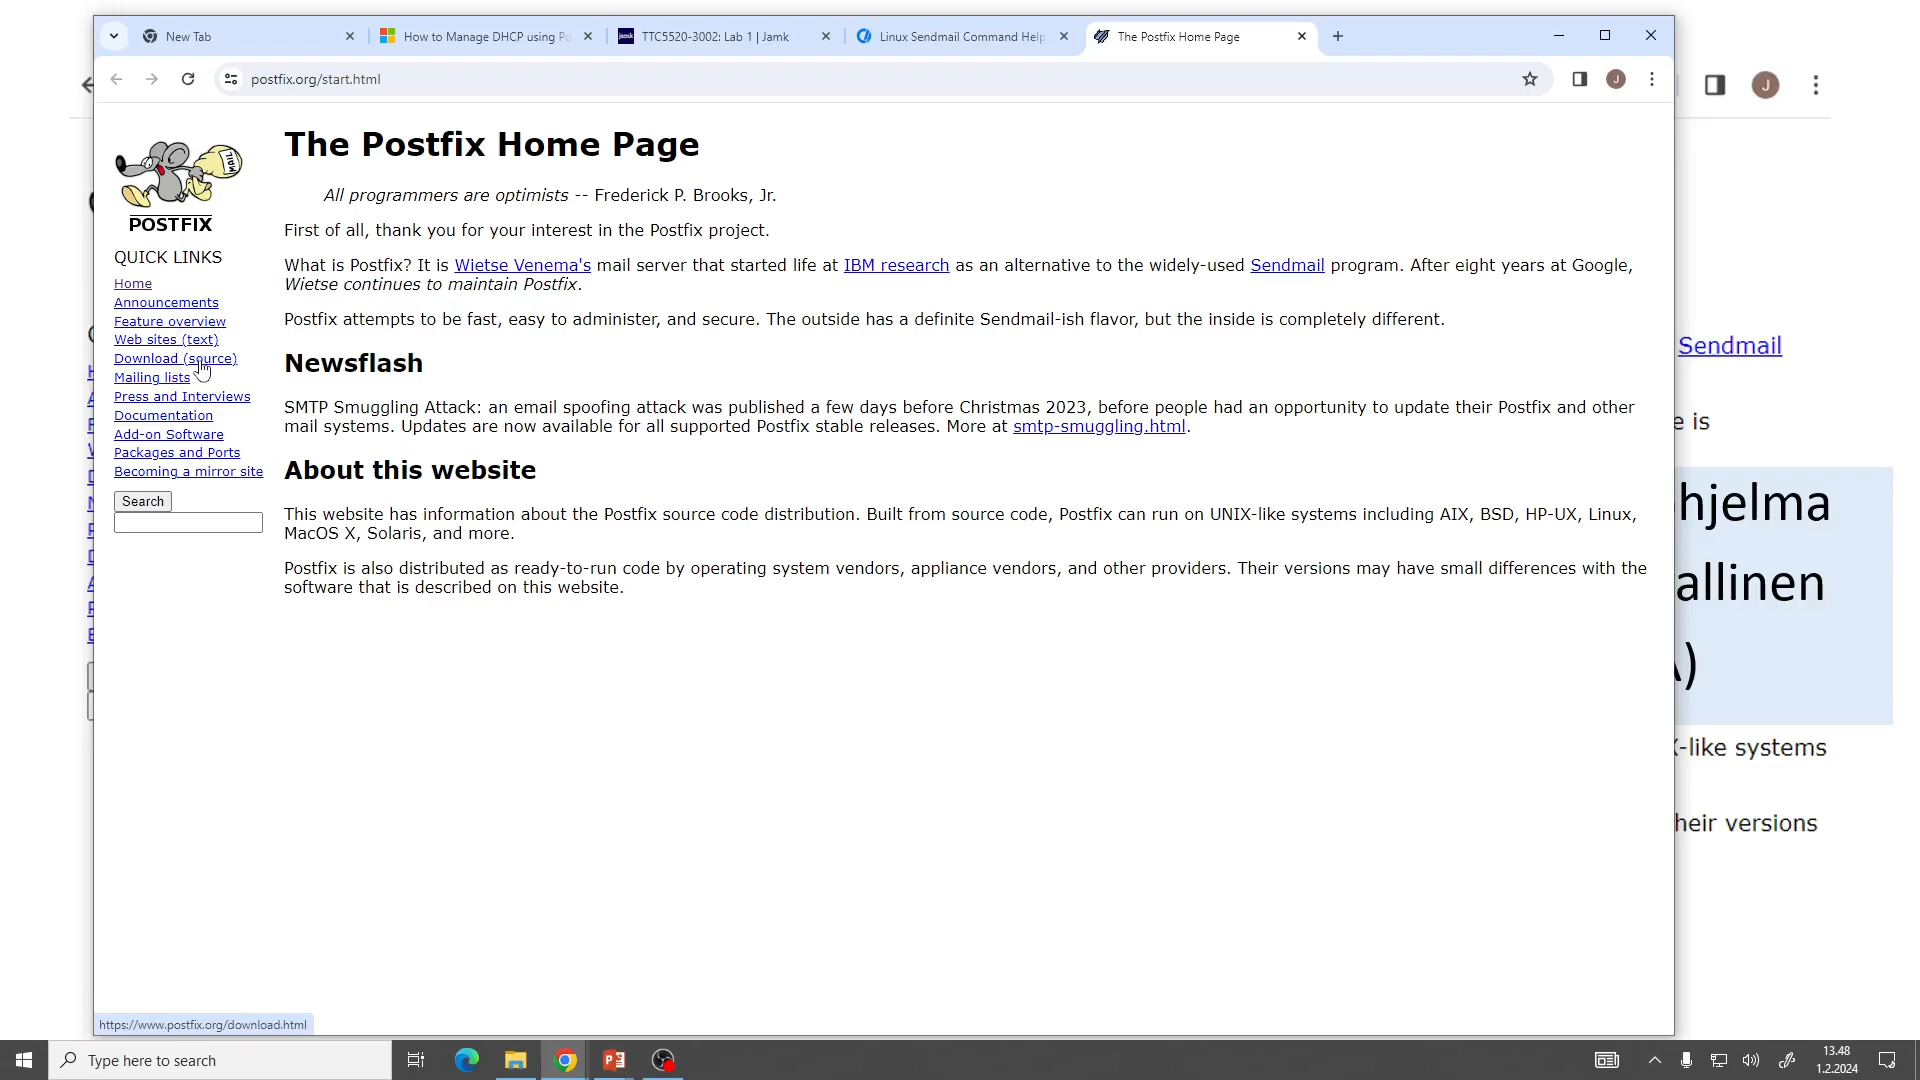 New Tab
How to Manage DHCP using Po
TTC5520-3002: Lab 1 | Jamk
Linux Sendmail Command Help
The Postfix Home Page
postfix.org/start.html
J
J
MAIL
POSTFIX
QUICK LINKS
Home
Announcements
Feature overview
Web sites (text)
Download (source)
Mailing lists
Press and Interviews
Documentation
Add-on Software
Packages and Ports
Becoming a mirror site
Search
The Postfix Home Page
All programmers are optimists -- Frederick P. Brooks, Jr.
First of all, thank you for your interest in the Postfix project.
What is Postfix? It is Wietse Venema's mail server that started life at IBM research as an alternative to the widely-used Sendmail program. After eight years at Google,
Wietse continues to maintain Postfix.
Postfix attempts to be fast, easy to administer, and secure. The outside has a definite Sendmail-ish flavor, but the inside is completely different.
Newsflash
SMTP Smuggling Attack: an email spoofing attack was published a few days before Christmas 2023, before people had an opportunity to update their Postfix and other
mail systems. Updates are now available for all supported Postfix stable releases. More at smtp-smuggling.html.
About this website
This website has information about the Postfix source code distribution. Built from source code, Postfix can run on UNIX-like systems including AIX, BSD, HP-UX, Linux,
MacOS X, Solaris, and more.
Postfix is also distributed as ready-to-run code by operating system vendors, appliance vendors, and other providers. Their versions may have small differences with the
software that is described on this website.
Sendmail
e is
hjelma
allinen
A)
X-like systems
heir versions
https://www.postfix.org/download.html
Type here to search
13.48
1.2.2024